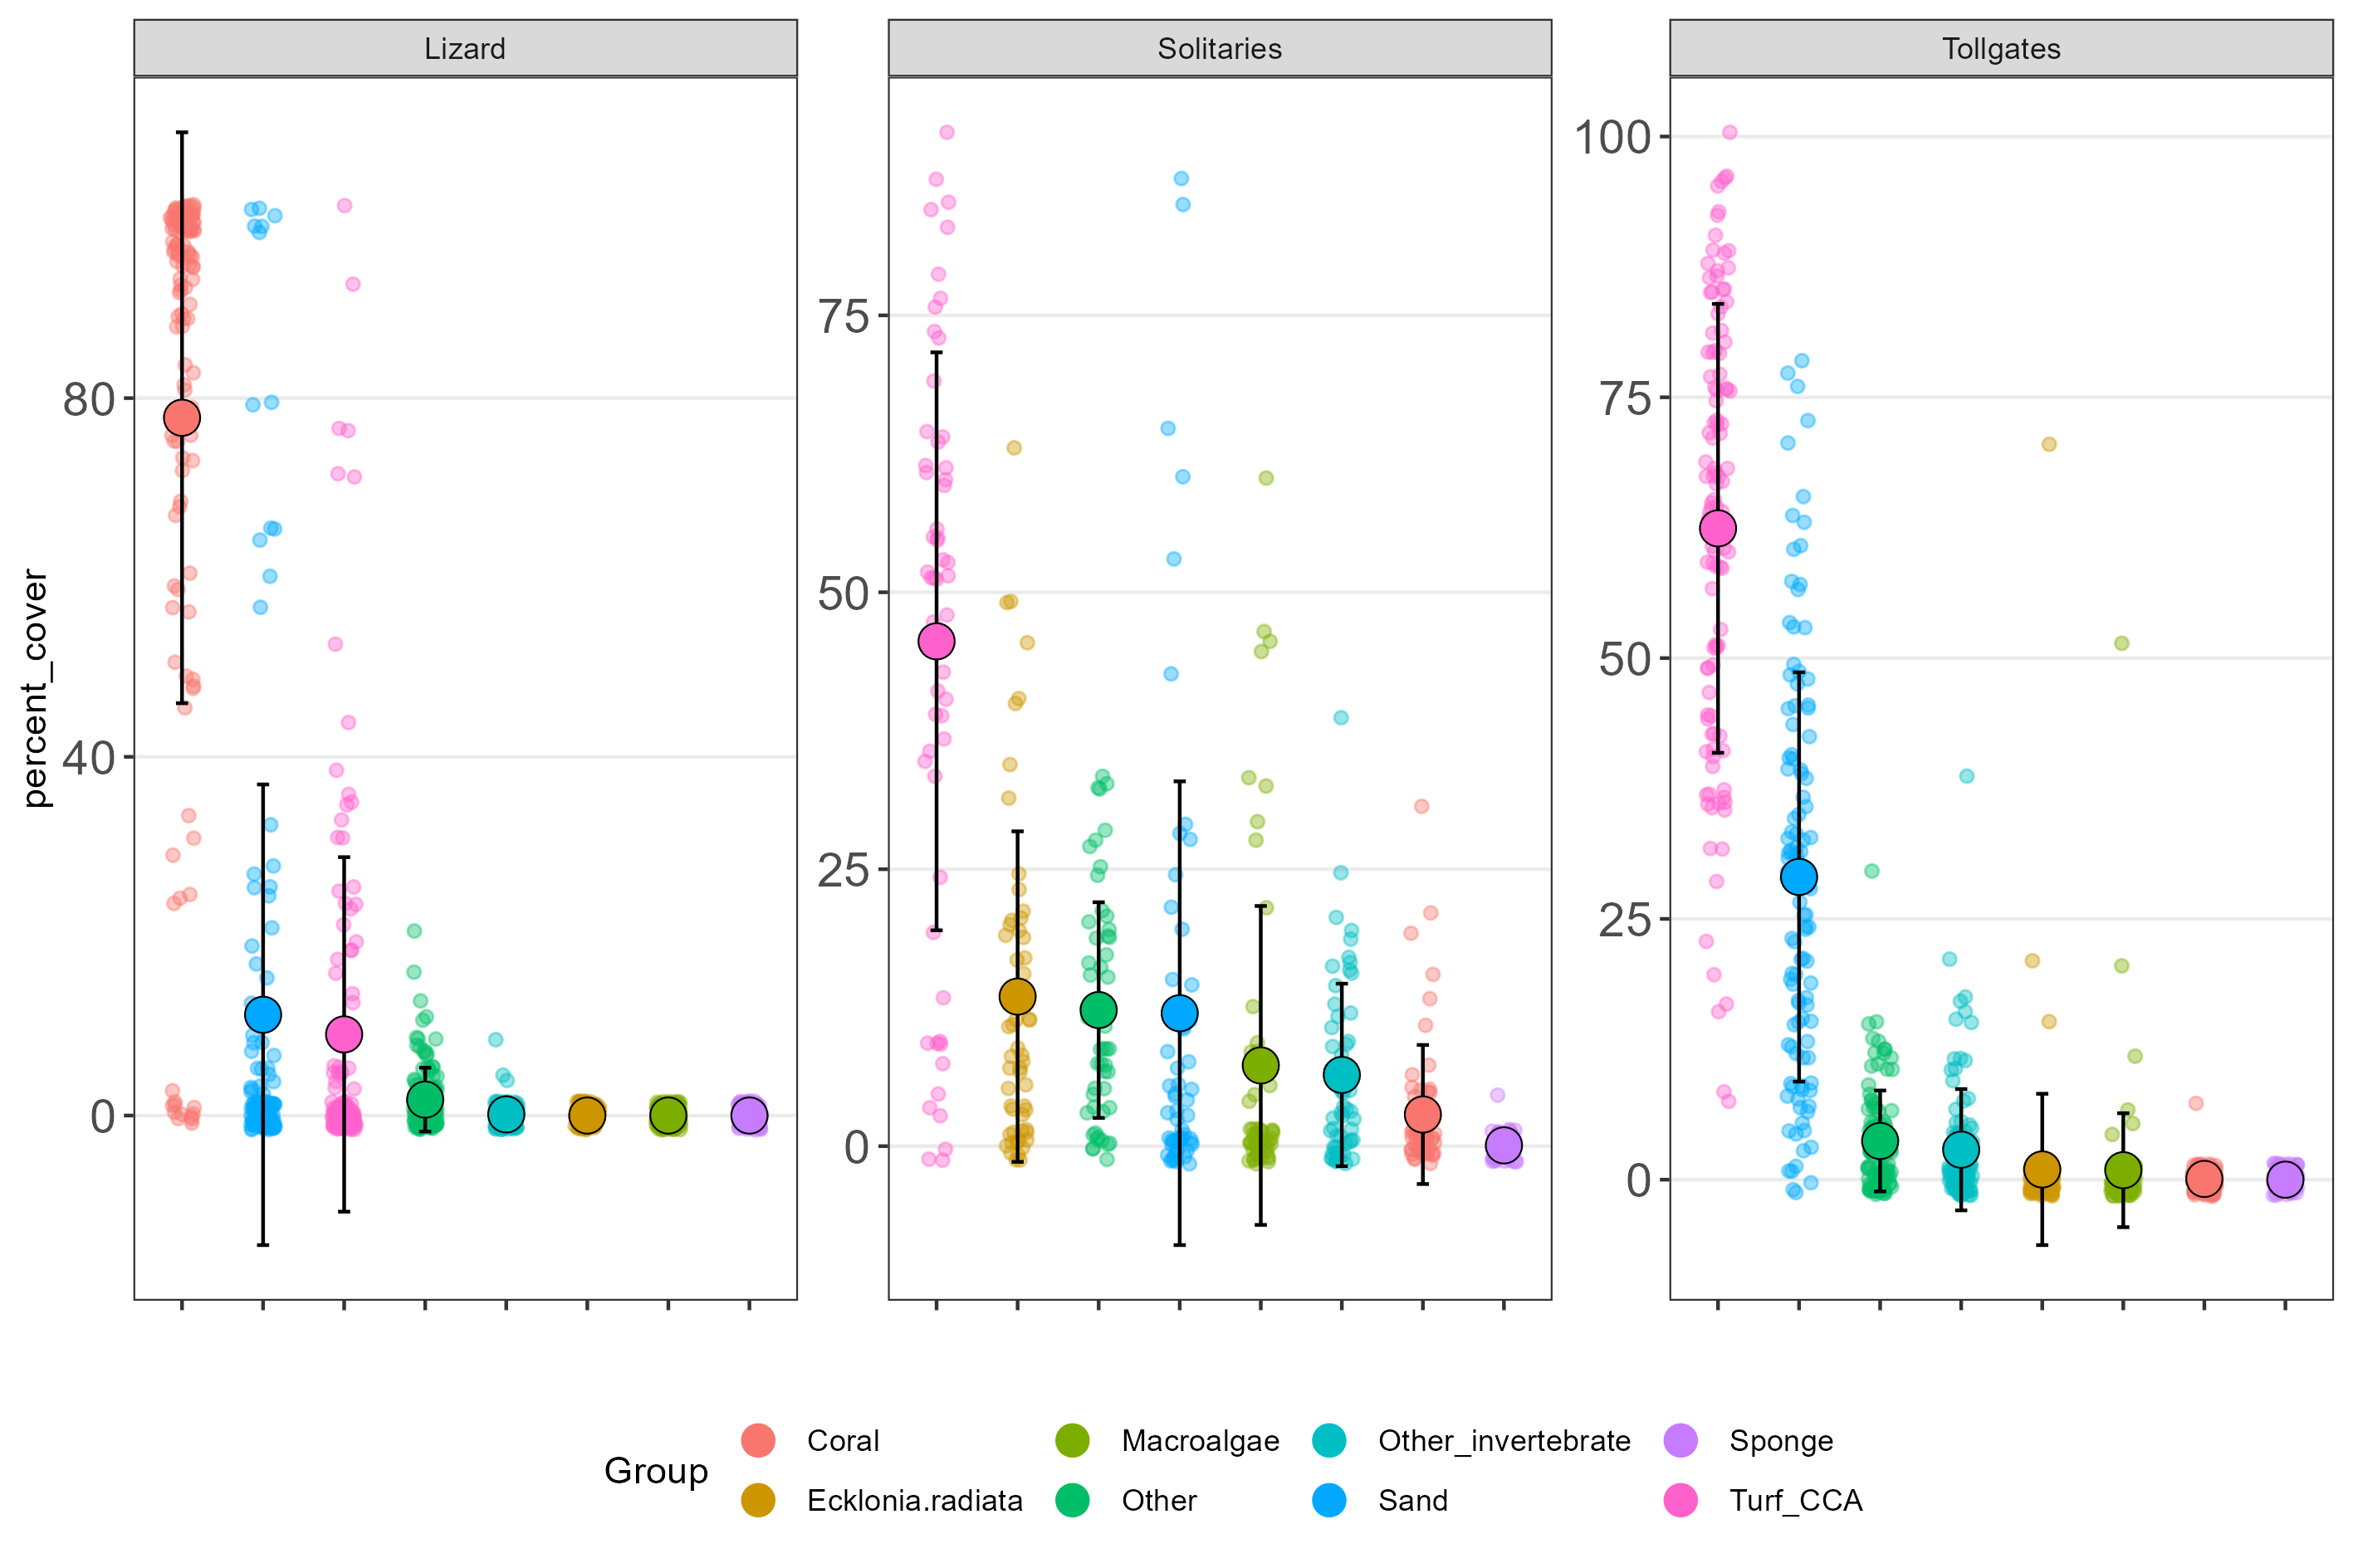 Lizard Solitaries Tollgates
percent_cover
80
40
0
75
50
25
0
100
75
50
25
0
Group
Coral Macroalgae Other_invertebrate Sponge
Ecklonia.radiata Other Sand Turf_CCA